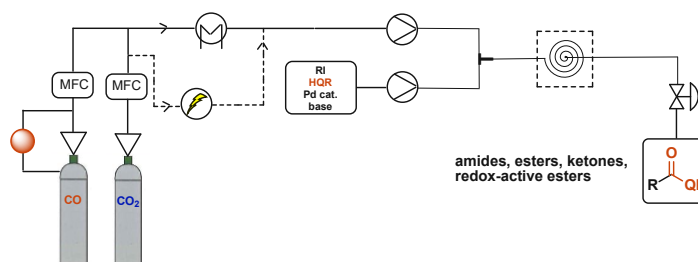 MFC
MFC
RI
HQR
Pd cat.
base
amides, esters, ketones,
redox-active esters
O
R
CO
CO₂